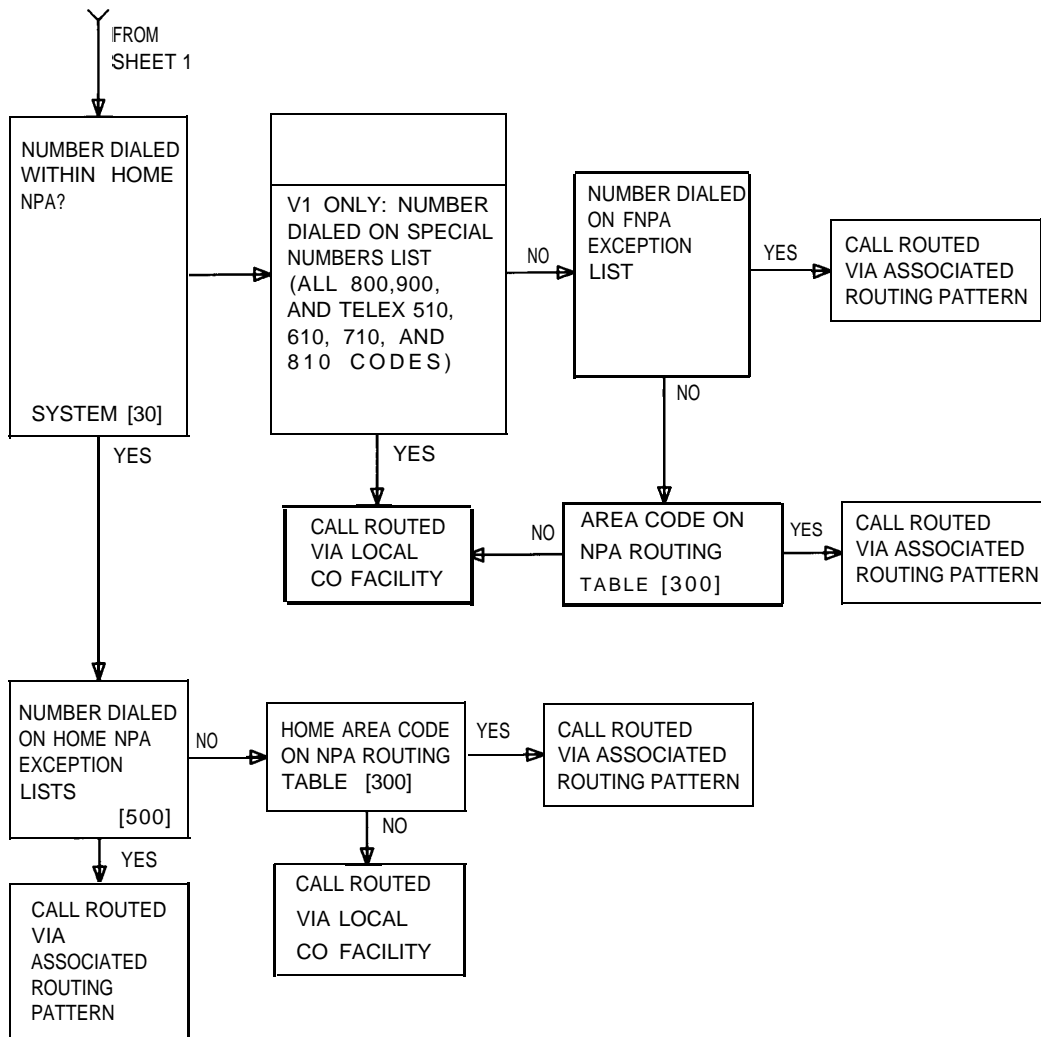 FROM
SHEET 1
NUMBER DIALED
WITHIN HOME
NPA?
SYSTEM [30]
YES
V1 ONLY: NUMBER
DIALED ON SPECIAL
NUMBERS LIST
(ALL 800,900,
AND TELEX 510,
610, 710, AND
810 CODES)
NO
YES
NUMBER DIALED
ON FNPA
EXCEPTION
LIST
YES
NO
CALL ROUTED
VIA ASSOCIATED
ROUTING PATTERN
CALL ROUTED
VIA LOCAL
CO FACILITY
NO
AREA CODE ON
NPA ROUTING
TABLE [300]
YES
CALL ROUTED
VIA ASSOCIATED
ROUTING PATTERN
NUMBER DIALED
ON HOME NPA
EXCEPTION
LISTS
[500]
NO
YES
HOME AREA CODE
ON NPA ROUTING
TABLE [300]
YES
NO
CALL ROUTED
VIA ASSOCIATED
ROUTING PATTERN
CALL ROUTED
VIA
ASSOCIATED
ROUTING
PATTERN
CALL ROUTED
VIA LOCAL
CO FACILITY